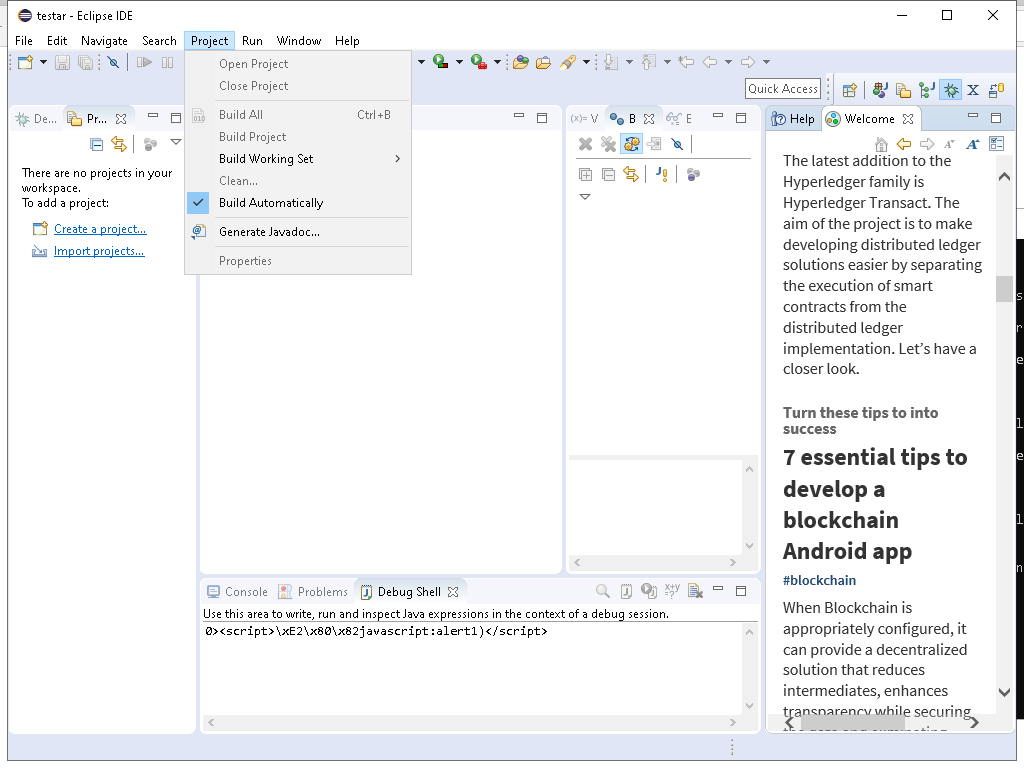 testar - Eclipse IDE
File Edit Navigate Search Project Run Window Help
Quick Access
Open Project
Close Project
Build All Ctrl+B
Build Project
Build Working Set
Clean...
Build Automatically
Generate Javadoc...
Properties
De... Pr...
There are no projects in your
workspace.
To add a project:
Create a project...
Import projects...
(x)= V B E
Help Welcome
The latest addition to the
Hyperledger family is
Hyperledger Transact. The
aim of the project is to make
developing distributed ledger
solutions easier by separating
the execution of smart
contracts from the
distributed ledger
implementation. Let’s have a
closer look.
Turn these tips to into
success
7 essential tips to
develop a
blockchain
Android app
#blockchain
When Blockchain is
appropriately configured, it
can provide a decentralized
solution that reduces
intermediates, enhances
transparency while securing
Console Problems Debug Shell
Use this area to write, run and inspect Java expressions in the context of a debug session.
0><script>\xE2\x80\x82javascript:alert1)</script>